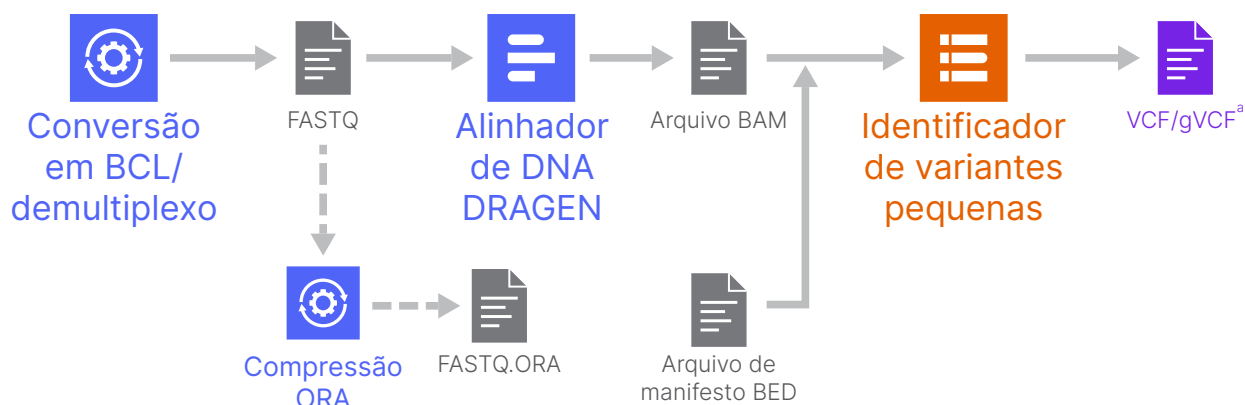 Conversão
em BCL/
demultiplexo
FASTQ
Alinhador
de DNA
DRAGEN
Arquivo BAM
Identificador
de variantes
pequenas
VCF/gVCFᵃ
Compressão
ORA
FASTQ.ORA
Arquivo de
manifesto BED